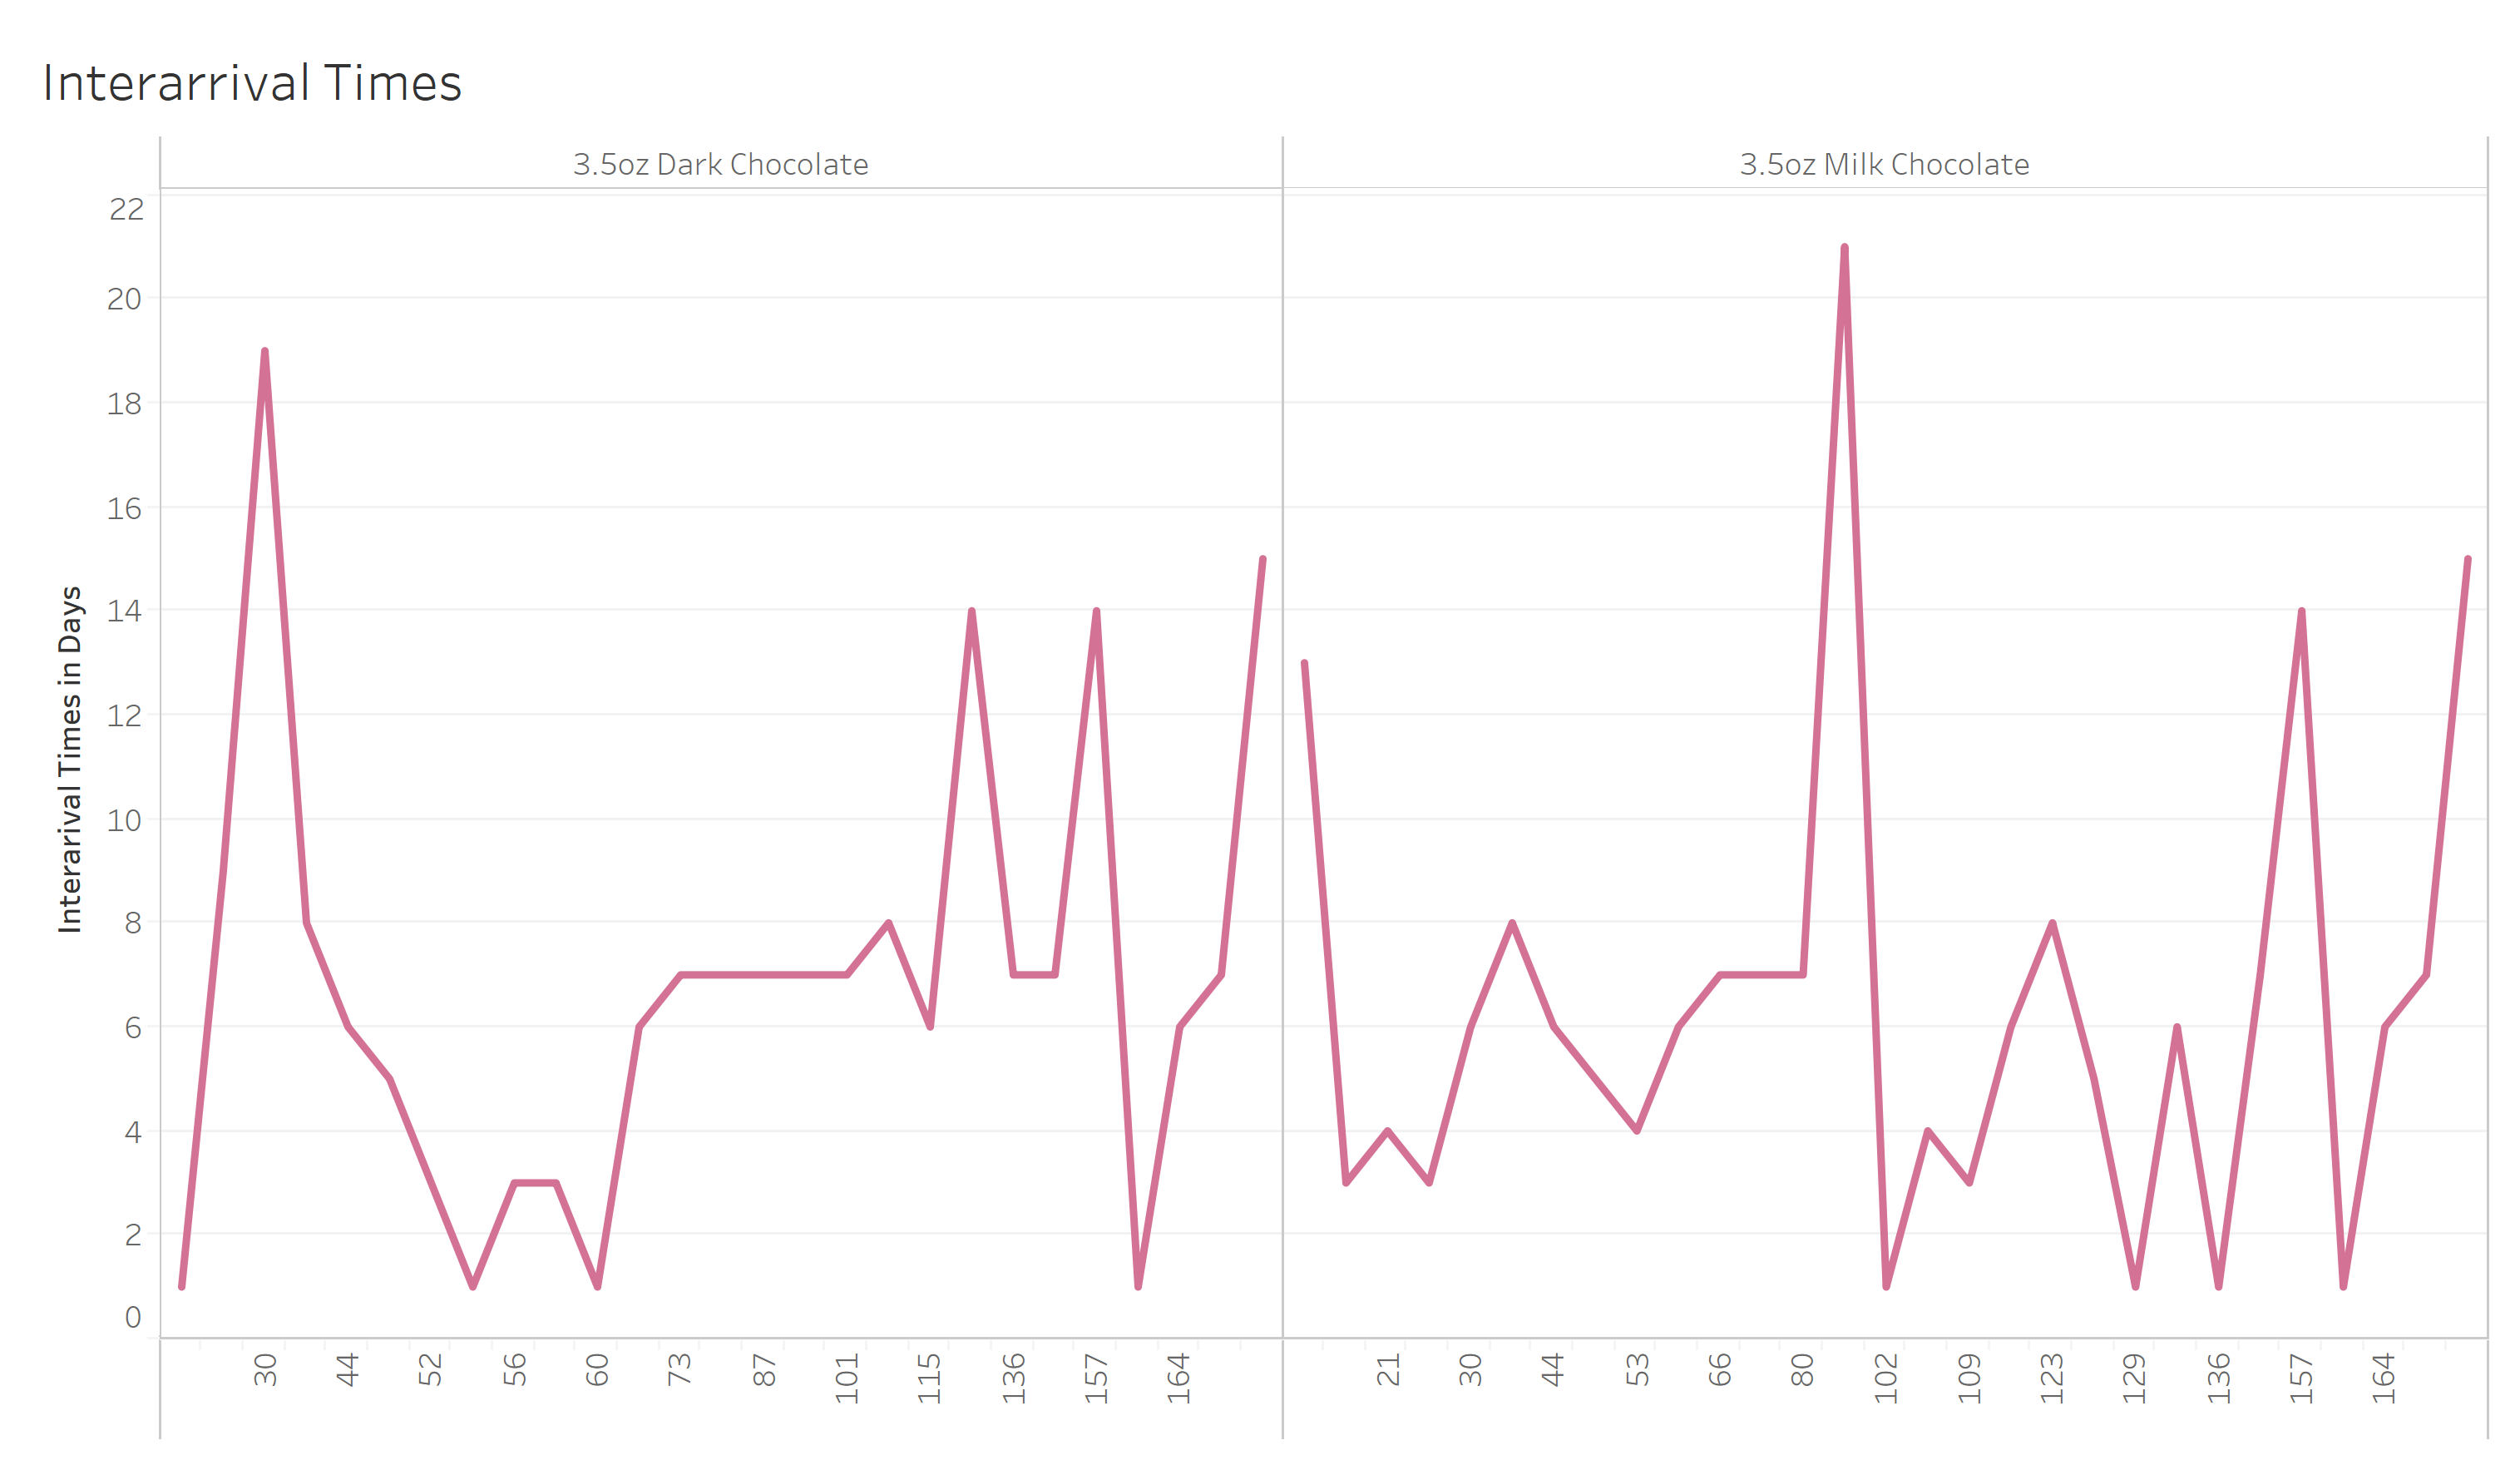 Interarrival Times
3.5oz Dark Chocolate
3.5oz Milk Chocolate
Interarival Times in Days
22
20
18
16
14
12
10
8
6
4
2
0
30 44 52 56 60 73 87 101 115 136 157 164
21 30 44 53 66 80 102 109 123 129 136 157 164